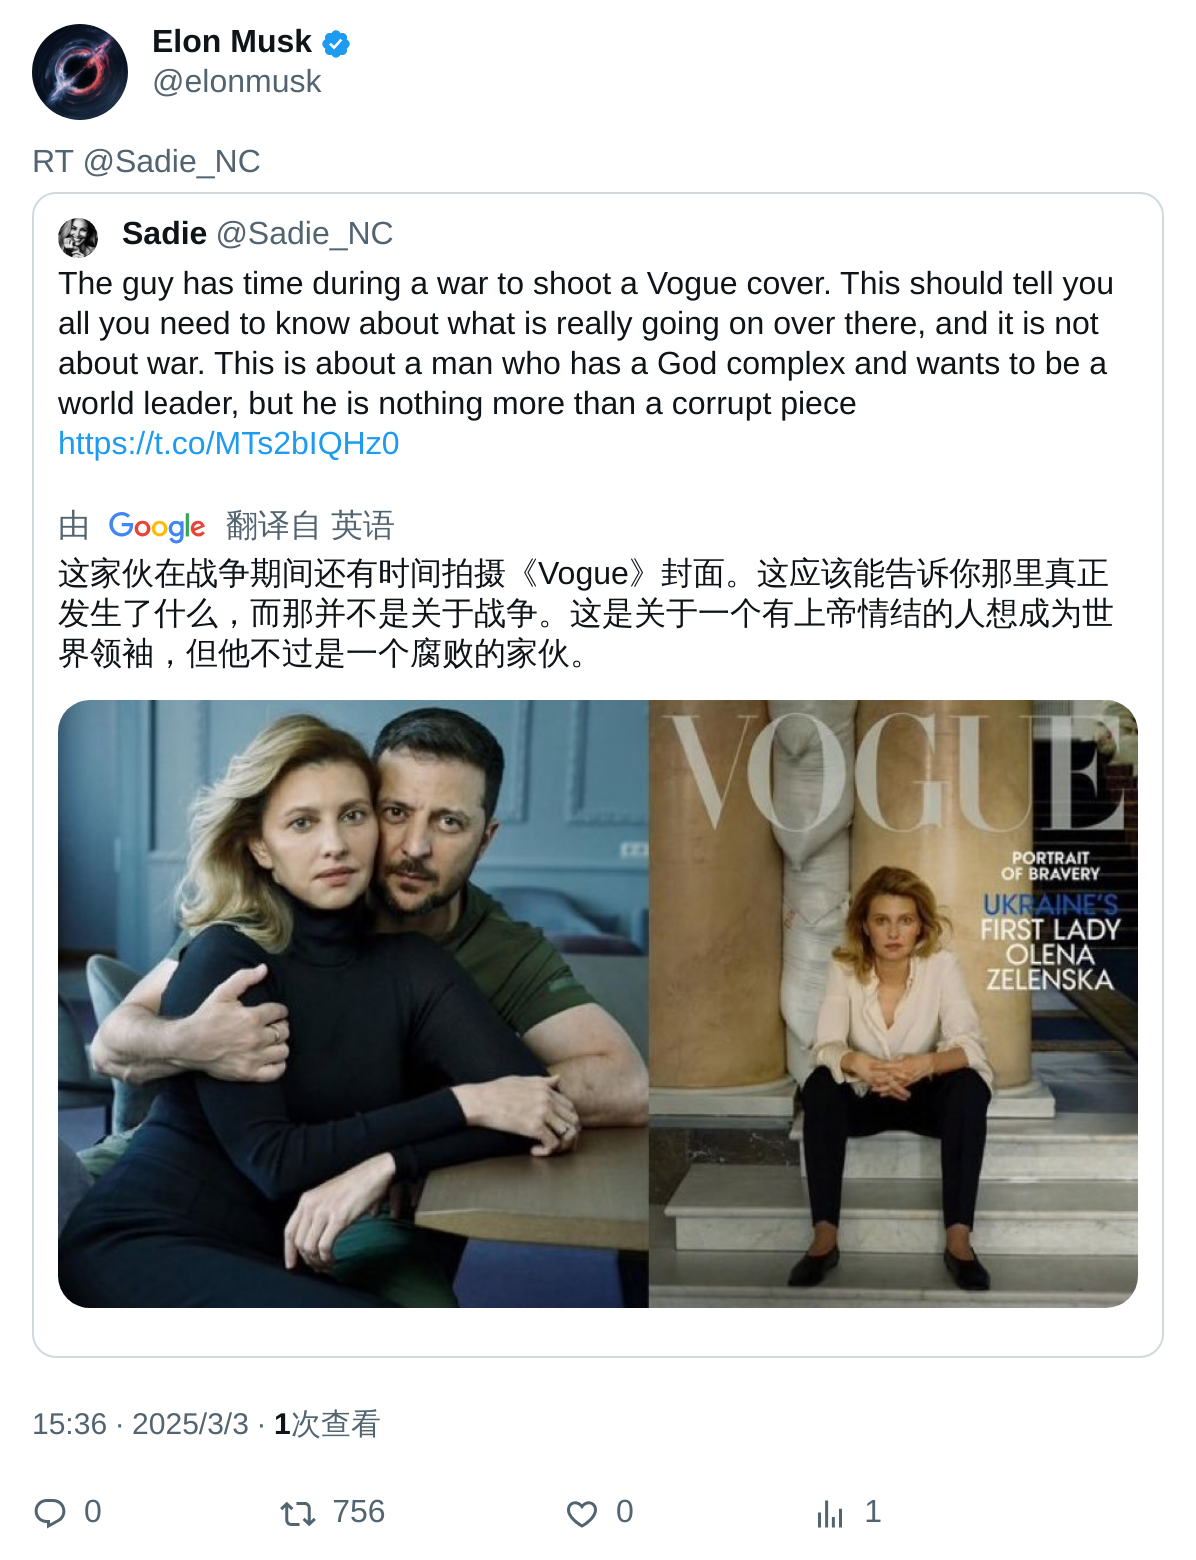 Elon Musk
@elonmusk
RT @Sadie_NC
Sadie @Sadie_NC
The guy has time during a war to shoot a Vogue cover. This should tell you
all you need to know about what is really going on over there, and it is not
about war. This is about a man who has a God complex and wants to be a
world leader, but he is nothing more than a corrupt piece
https://t.co/MTs2bIQHz0
由 Google 翻译自 英语
这家伙在战争期间还有时间拍摄《Vogue》封面。这应该能告诉你那里真正
发生了什么，而那并不是关于战争。这是关于一个有上帝情结的人想成为世
界领袖，但他不过是一个腐败的家伙。
VOGUE
PORTRAIT
OF BRAVERY
UKRAINE'S
FIRST LADY
OLENA
ZELENSKA
15:36 · 2025/3/3 · 1次查看
0 756 0 1